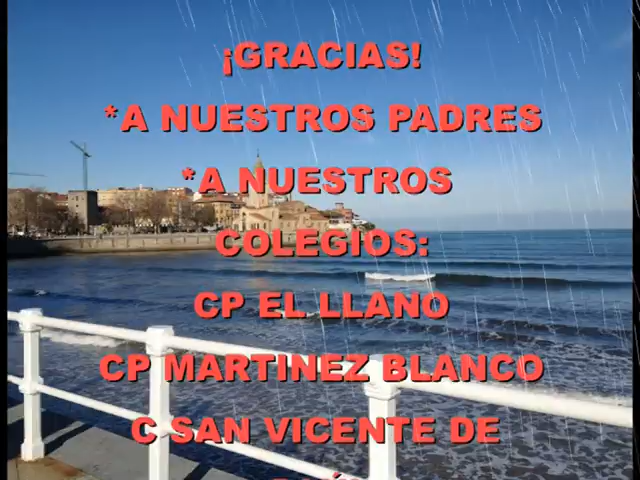 ¡GRACIAS!
*A NUESTROS PADRES
*A NUESTROS
COLEGIOS:
CP EL LLANO
CP MARTINEZ BLANCO
C SAN VICENTE DE